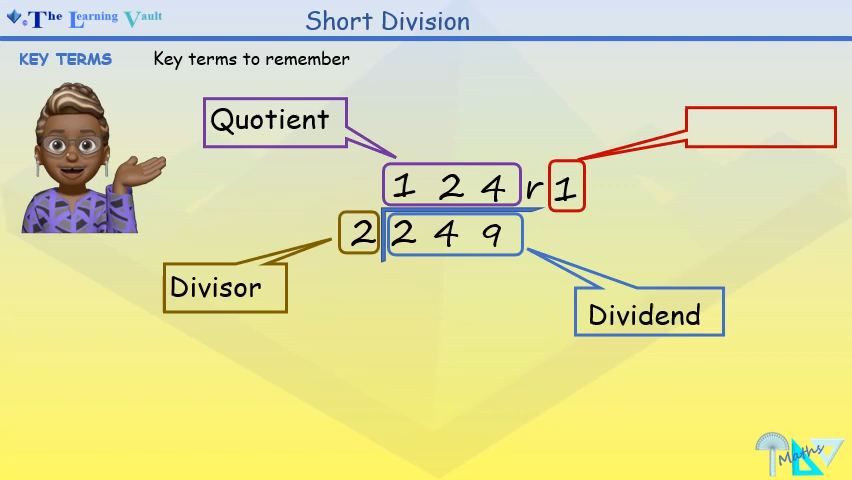 © The Learning Vault
Short Division
KEY TERMS
Key terms to remember
Quotient
1 2 4 r 1
2 2 4 9
Divisor
Dividend
Maths